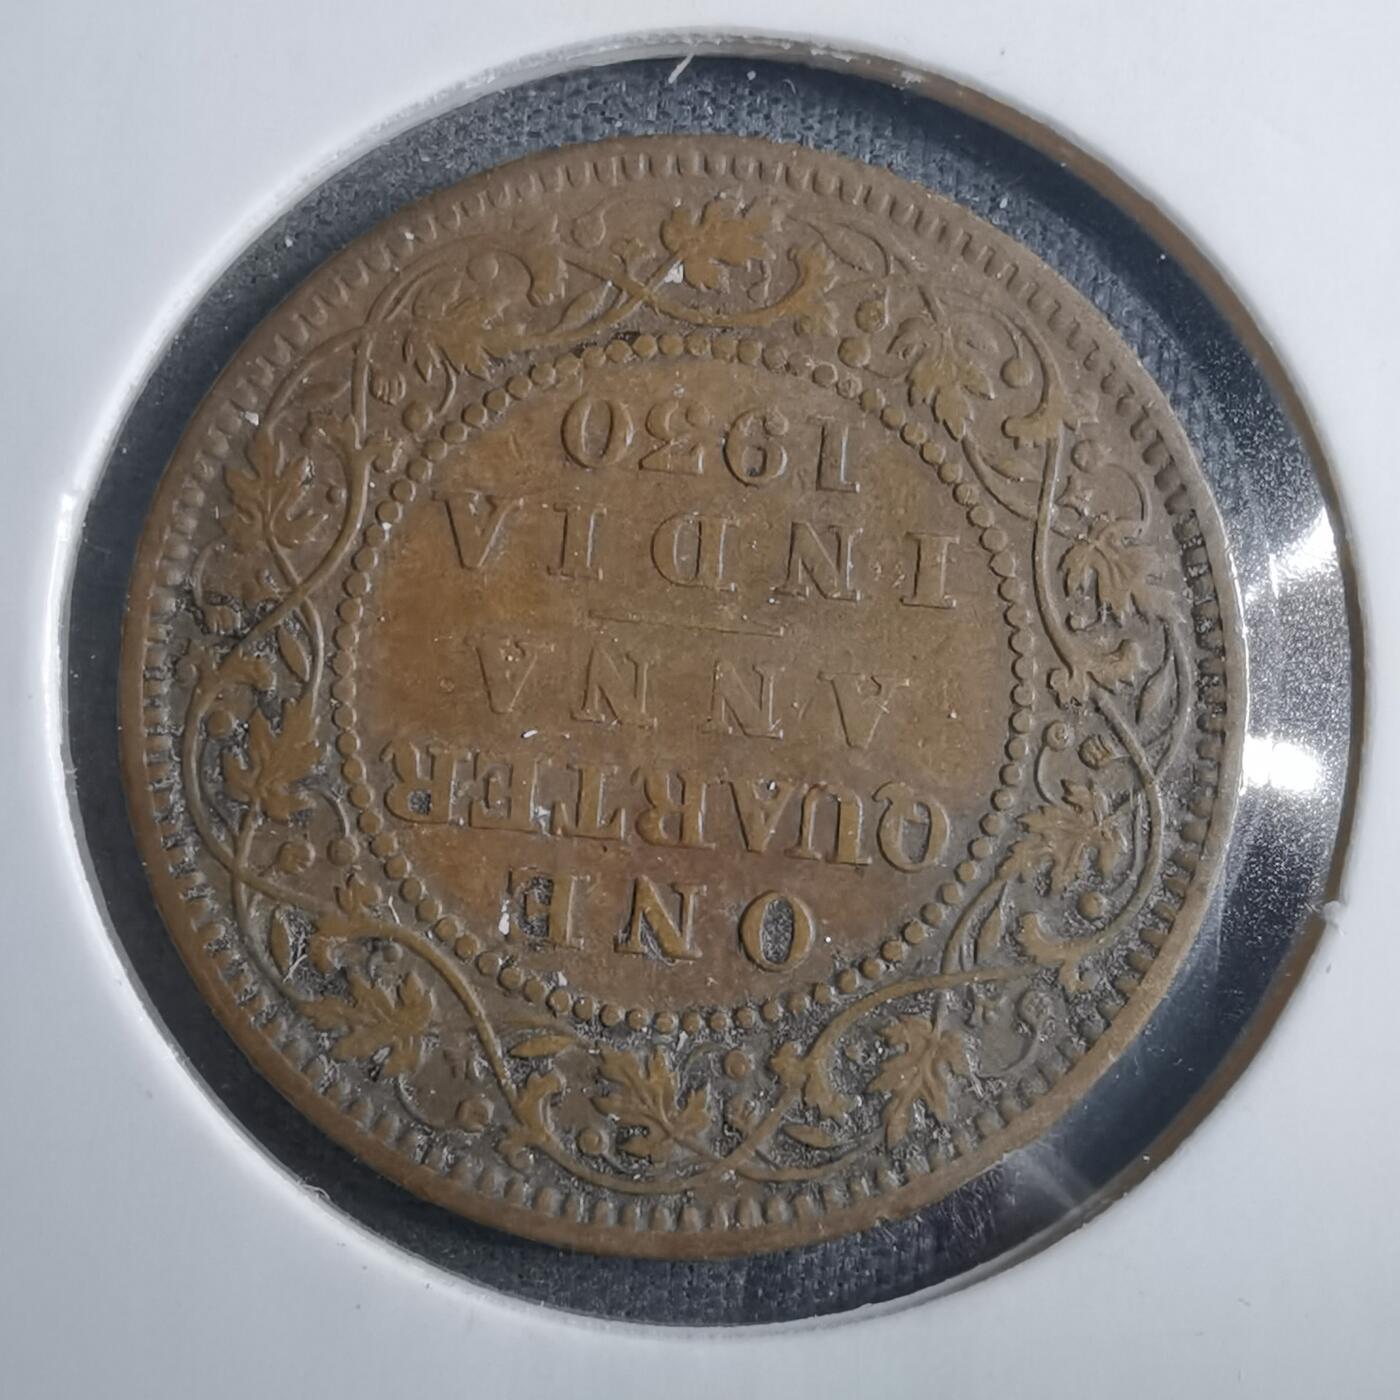 ONE
QUARTER
ANNA
INDIA
1930